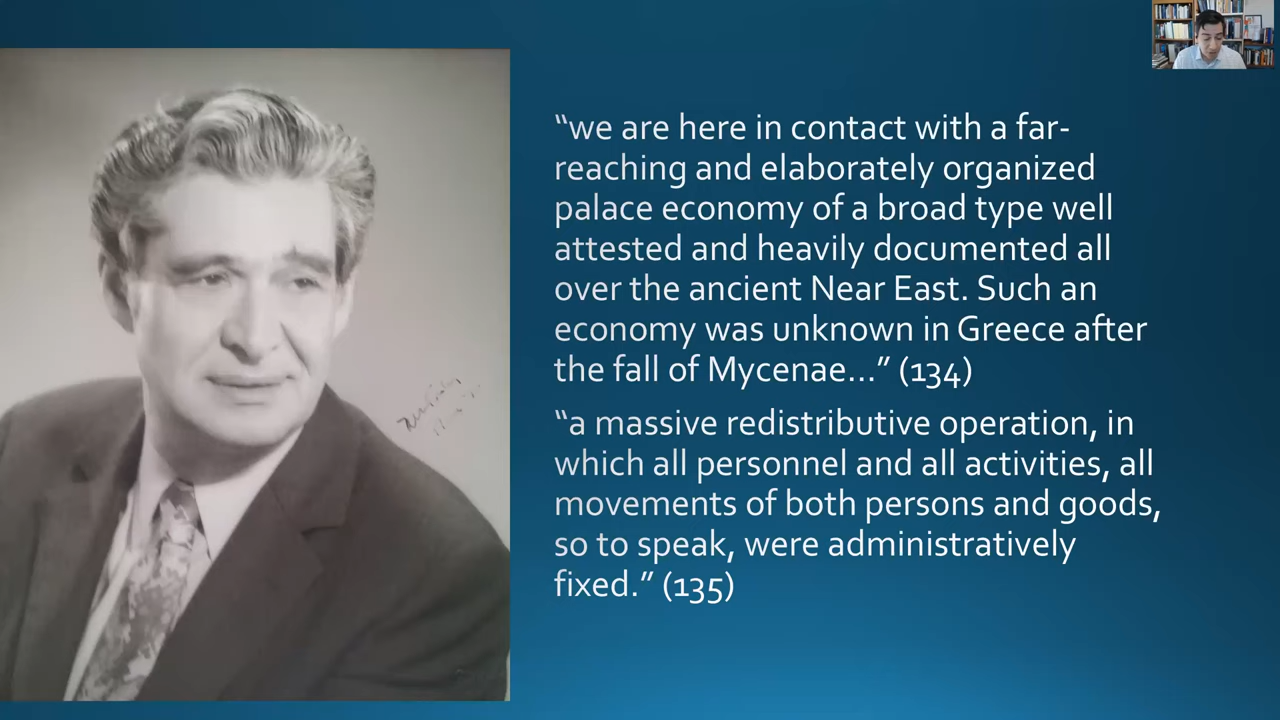 “we are here in contact with a far-
reaching and elaborately organized
palace economy of a broad type well
attested and heavily documented all
over the ancient Near East. Such an
economy was unknown in Greece after
the fall of Mycenae...” (134)
“a massive redistributive operation, in
which all personnel and all activities, all
movements of both persons and goods,
so to speak, were administratively
fixed.” (135)